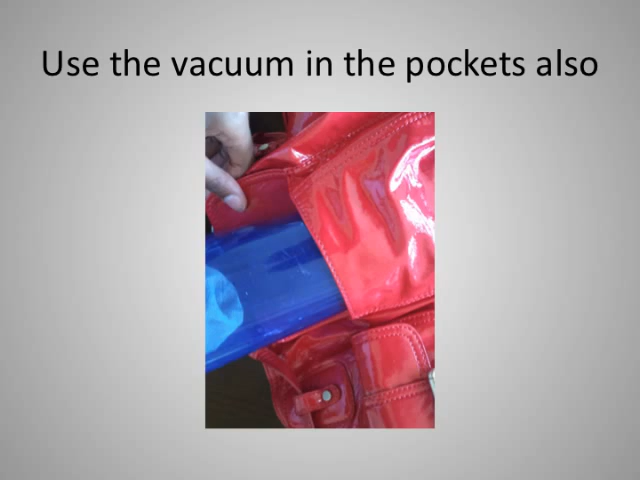 Use the vacuum in the pockets also